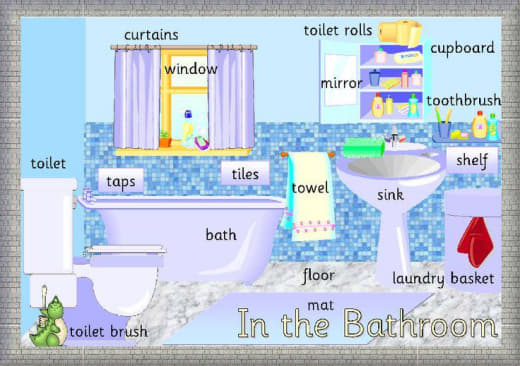 curtains
toilet rolls
cupboard
window
mirror
toothbrush
toilet
taps
tiles
towel
shelf
sink
bath
floor
laundry basket
mat
toilet brush
In the Bathroom